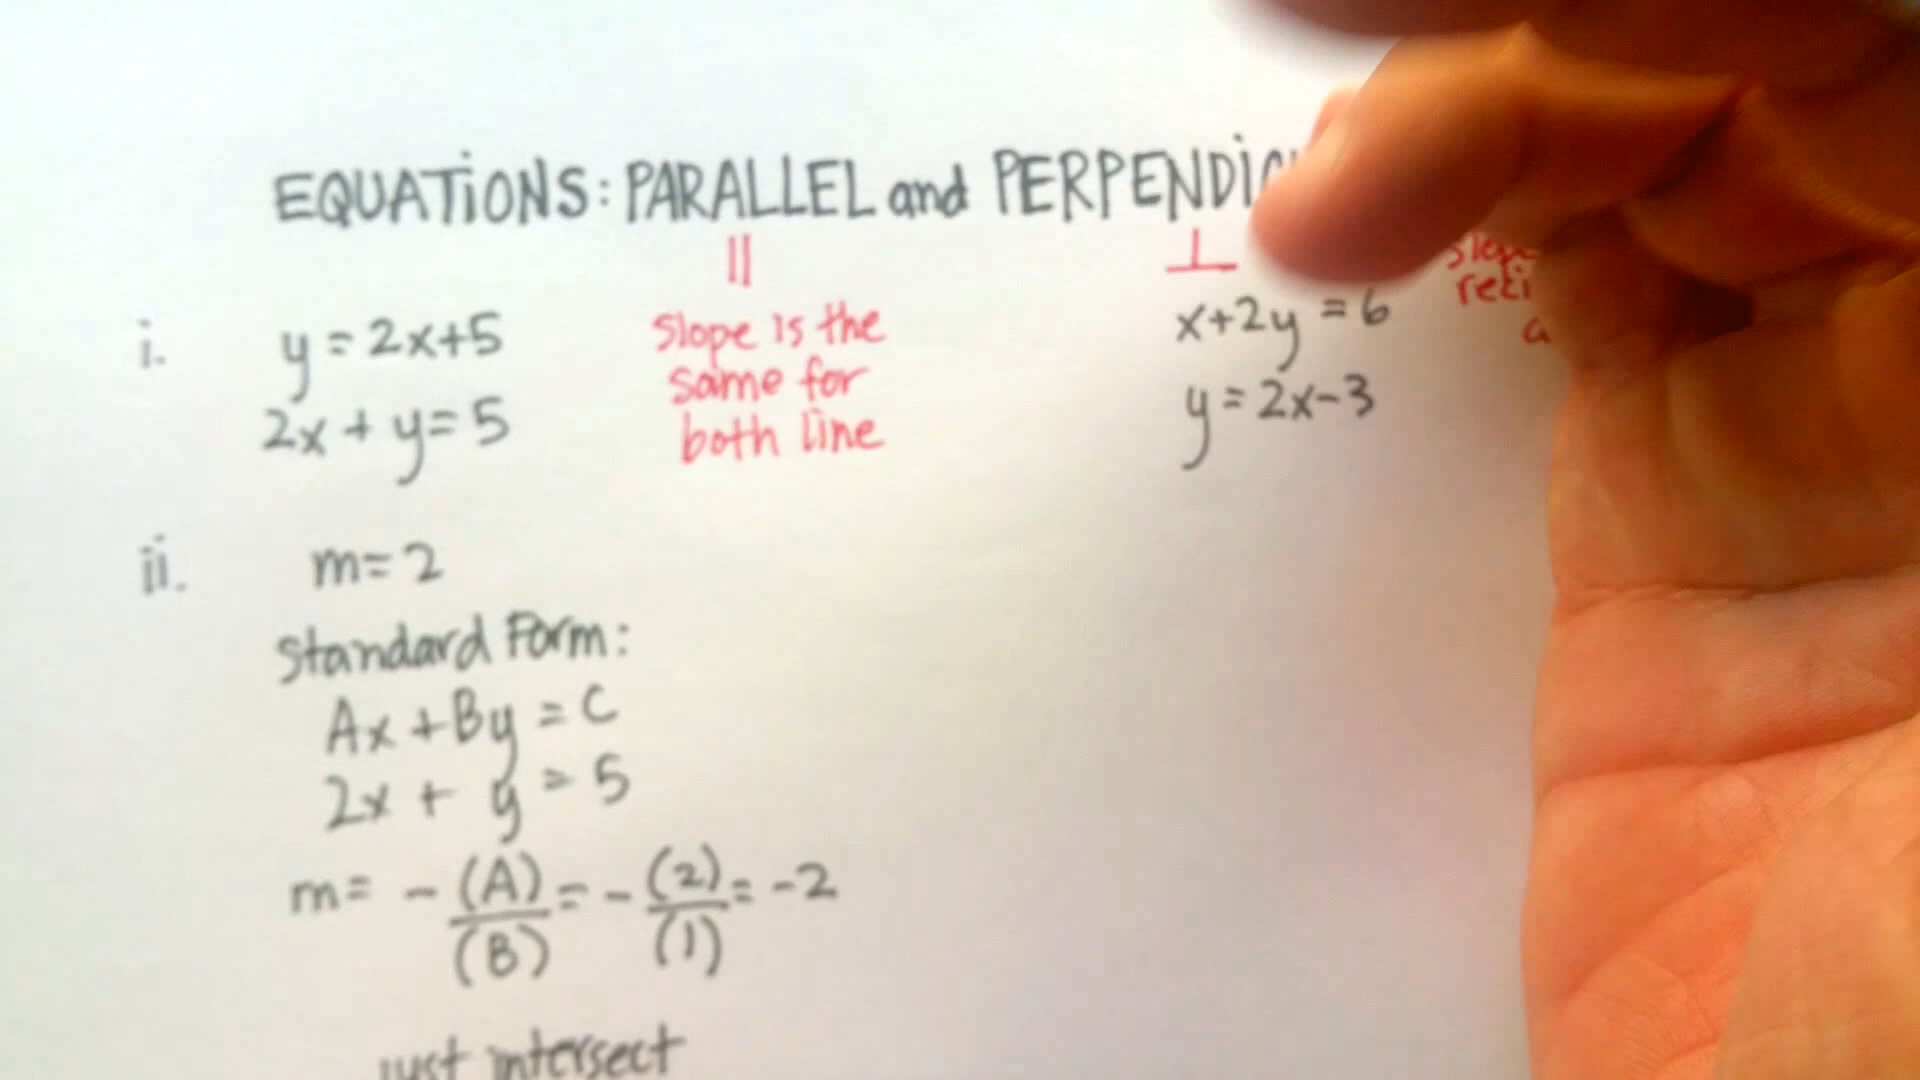 EQUATIONS: PARALLEL and
||
⊥
i.
y = 2x+5
2x + y = 5
Slope is the
same for
both line
x+2y = 6
y = 2x-3
ii.
m = 2
Standard Form:
Ax + By = C
2x + y = 5
m = -(A)/(B) = -(2)/(1) = -2
just intersect